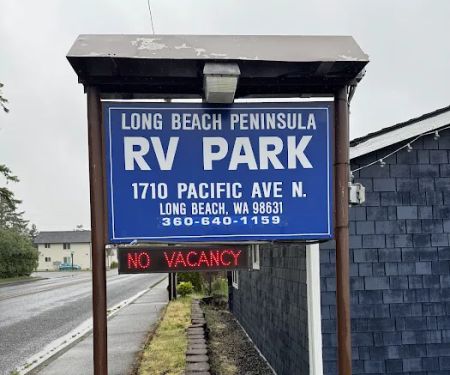 LONG BEACH PENINSULA
RV PARK
1710 PACIFIC AVE N.
LONG BEACH, WA 98631
360-640-1159
NO VACANCY